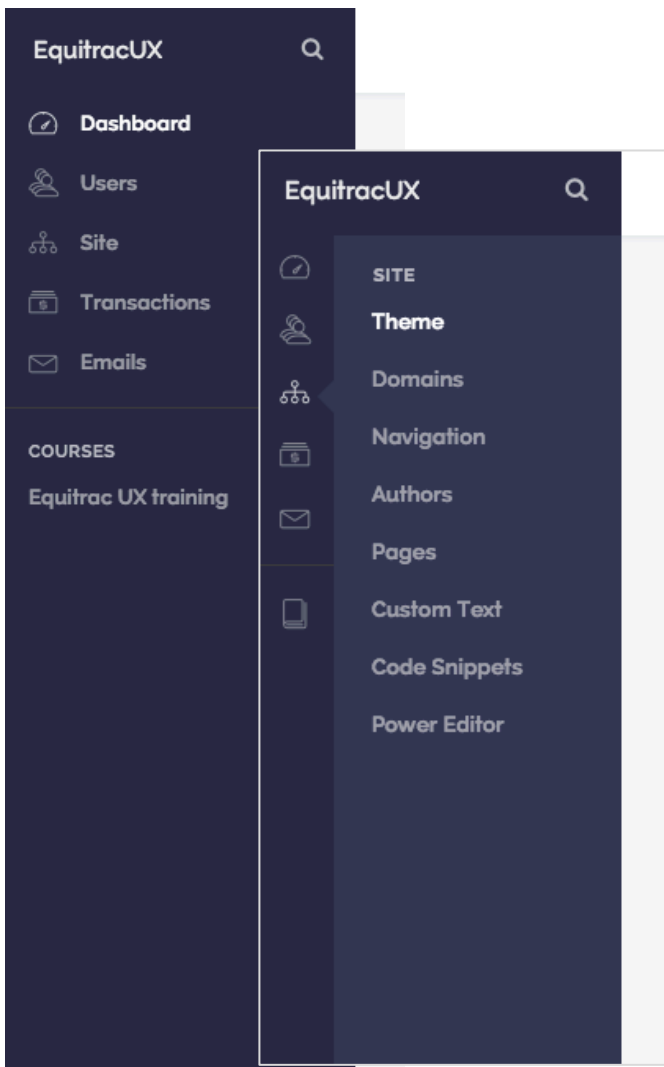 EquitracUX
Dashboard
Users
Site
Transactions
Emails
COURSES
Equitrac UX training
EquitracUX
SITE
Theme
Domains
Navigation
Authors
Pages
Custom Text
Code Snippets
Power Editor